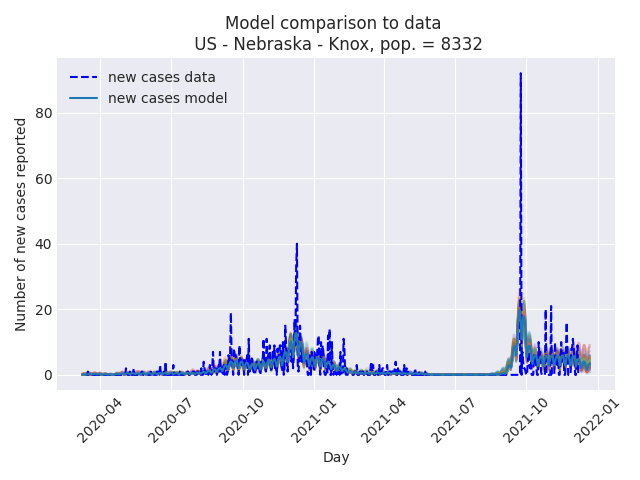 Model comparison to data
US - Nebraska - Knox, pop. = 8332
new cases data
new cases model
Number of new cases reported
80
60
40
20
0
2020-04
2020-07
2020-10
2021-01
2021-04
2021-07
2021-10
2022-01
Day